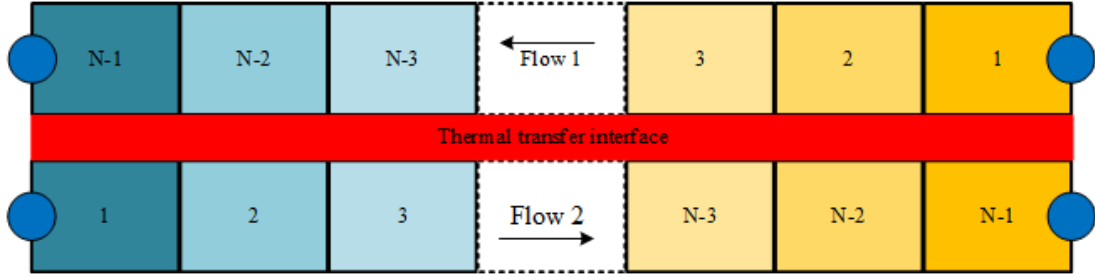 N-1 N-2 N-3 Flow 1 3 2 1
Thermal transfer interface
1 2 3 Flow 2 N-3 N-2 N-1